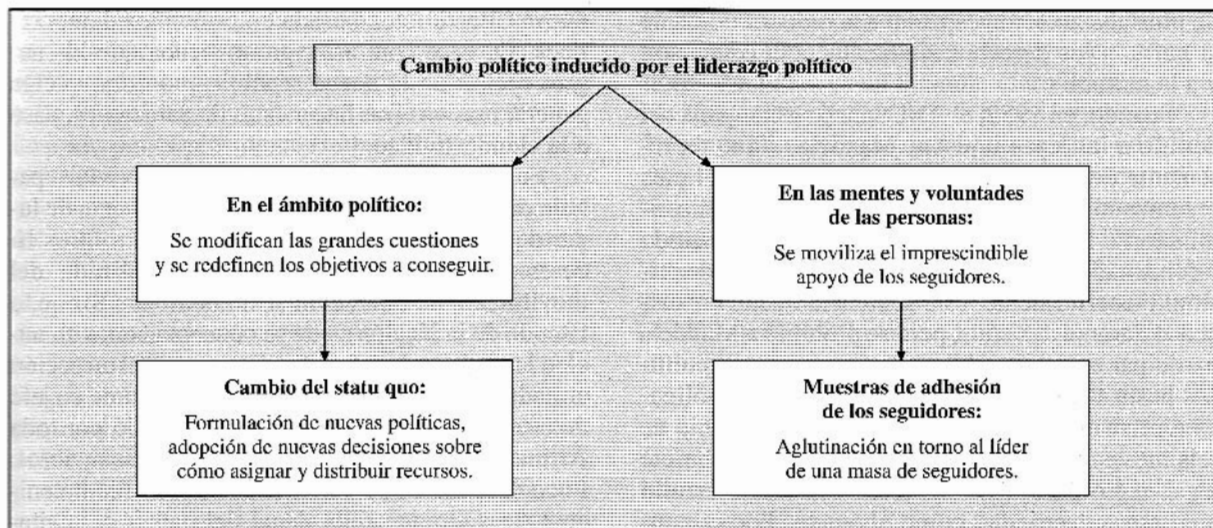 Cambio político inducido por el liderazgo político
En el ámbito político:
Se modifican las grandes cuestiones
y se redefinen los objetivos a conseguir.
En las mentes y voluntades
de las personas:
Se moviliza el imprescindible
apoyo de los seguidores.
Cambio del statu quo:
Formulación de nuevas políticas,
adopción de nuevas decisiones sobre
cómo asignar y distribuir recursos.
Muestras de adhesión
de los seguidores:
Aglutinación en torno al líder
de una masa de seguidores.